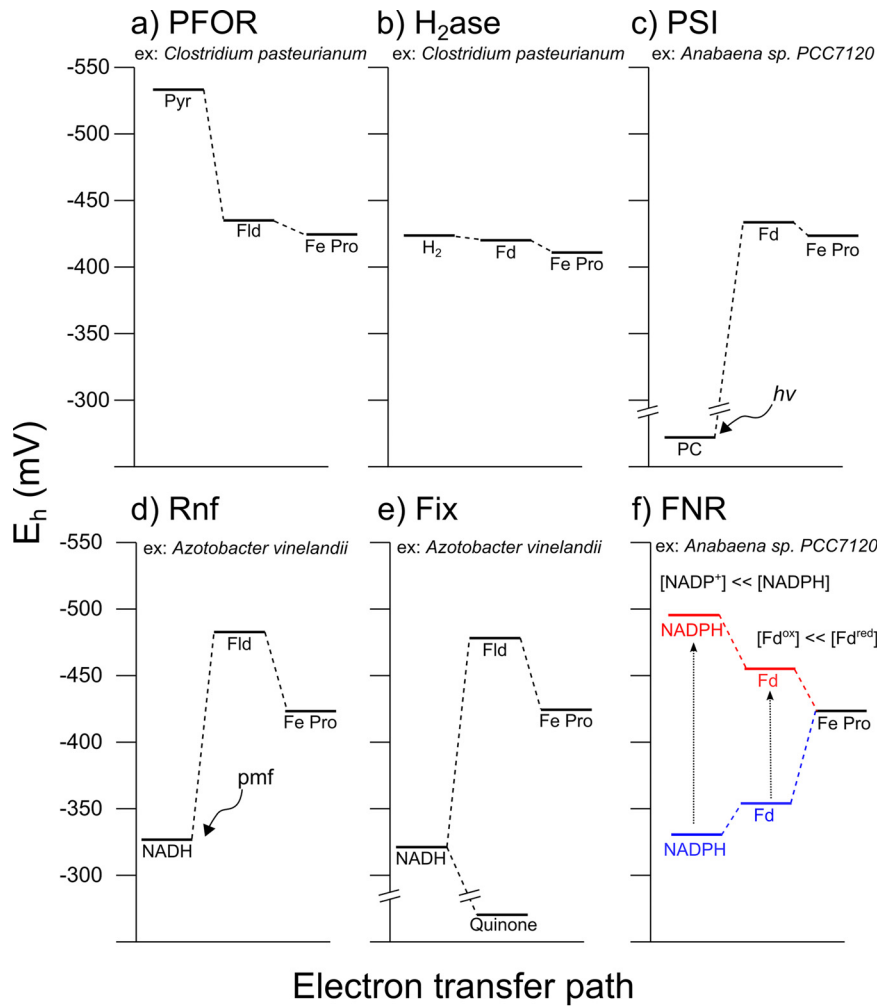 a) PFOR
ex: Clostridium pasteurianum
b) H₂ase
ex: Clostridium pasteurianum
c) PSI
ex: Anabaena sp. PCC7120
-550
-500
-450
-400
-350
-300
Pyr
Fld
Fe Pro
H₂
Fd
Fe Pro
Fd
Fe Pro
hν
PC
Eₕ (mV)
d) Rnf
ex: Azotobacter vinelandii
e) Fix
ex: Azotobacter vinelandii
f) FNR
ex: Anabaena sp. PCC7120
-550
-500
-450
-400
-350
-300
Fld
Fe Pro
pmf
NADH
Fld
Fe Pro
NADH
Quinone
[NADP⁺] << [NADPH]
NADPH
[Fdᵒˣ] << [Fdʳᵉᵈ]
Fd
Fe Pro
Fd
NADPH
Electron transfer path